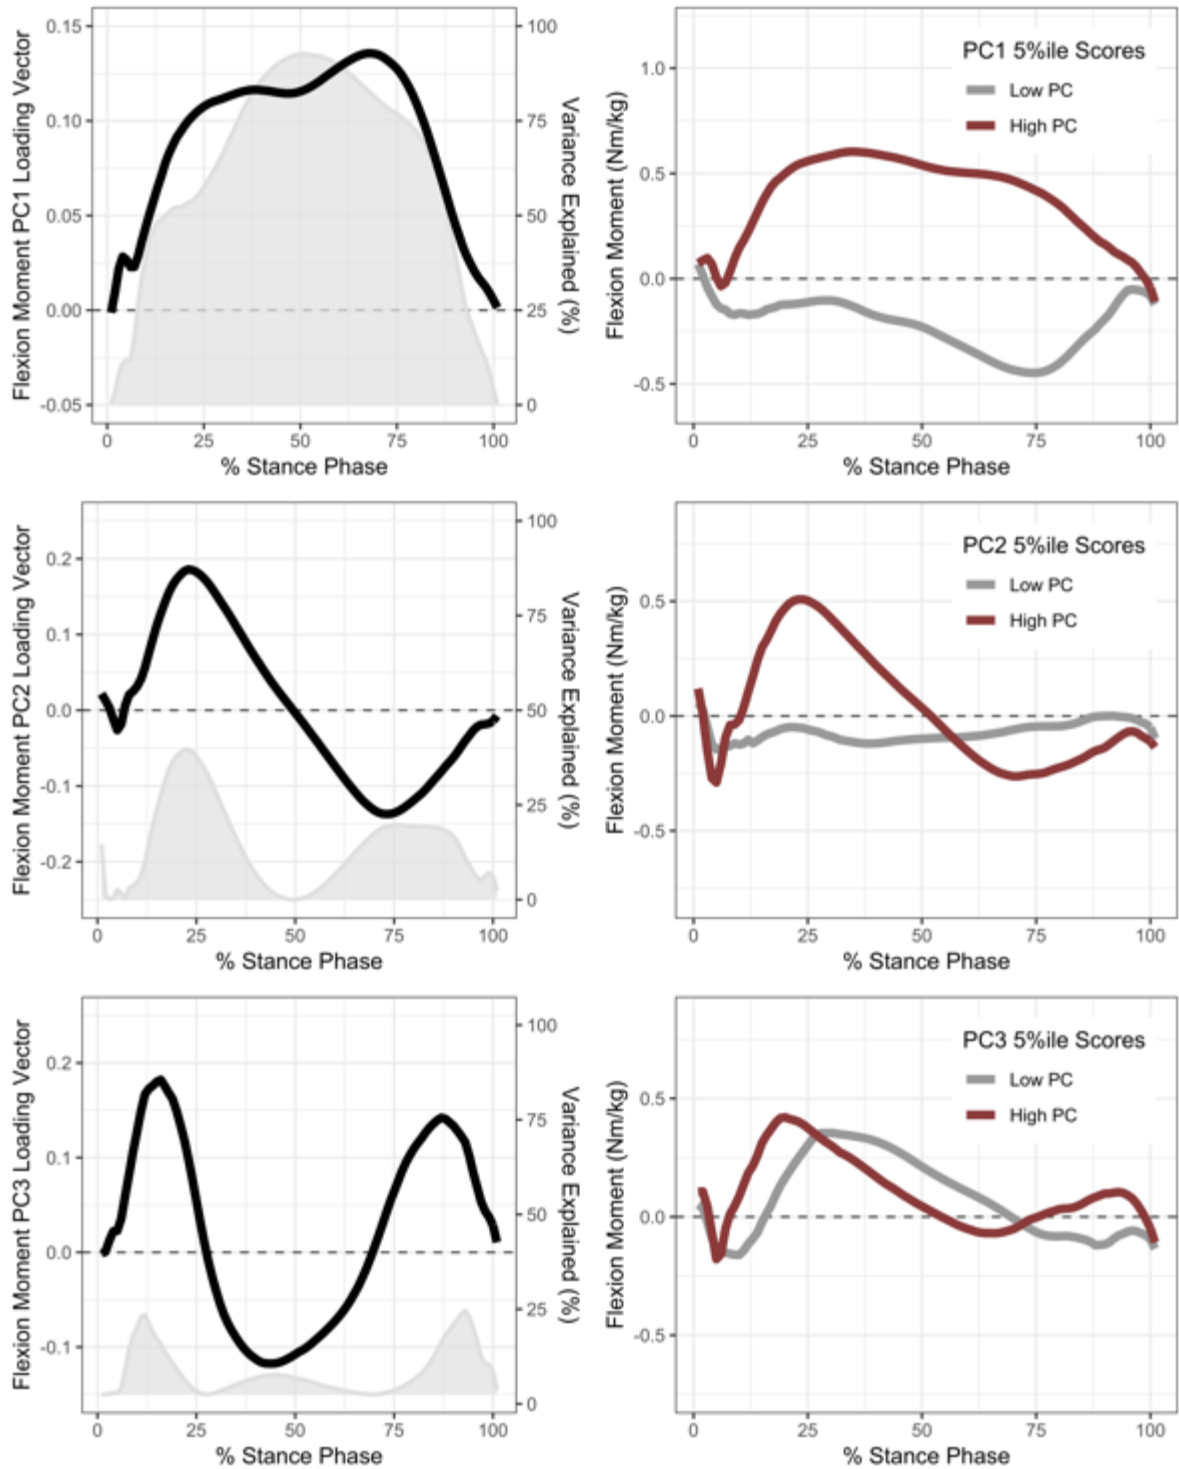 Flexion Moment PC1 Loading Vector
0.15
0.10
0.05
0.00
-0.05
100
75
50
25
0
Variance Explained (%)
0 25 50 75 100
% Stance Phase
Flexion Moment (Nm/kg)
1.0
0.5
0.0
-0.5
PC1 5%ile Scores
Low PC
High PC
0 25 50 75 100
% Stance Phase
Flexion Moment PC2 Loading Vector
0.2
0.1
0.0
-0.1
-0.2
100
75
50
25
0
Variance Explained (%)
0 25 50 75 100
% Stance Phase
Flexion Moment (Nm/kg)
0.5
0.0
-0.5
PC2 5%ile Scores
Low PC
High PC
0 25 50 75 100
% Stance Phase
Flexion Moment PC3 Loading Vector
0.2
0.1
0.0
-0.1
100
75
50
25
0
Variance Explained (%)
0 25 50 75 100
% Stance Phase
Flexion Moment (Nm/kg)
0.5
0.0
-0.5
PC3 5%ile Scores
Low PC
High PC
0 25 50 75 100
% Stance Phase